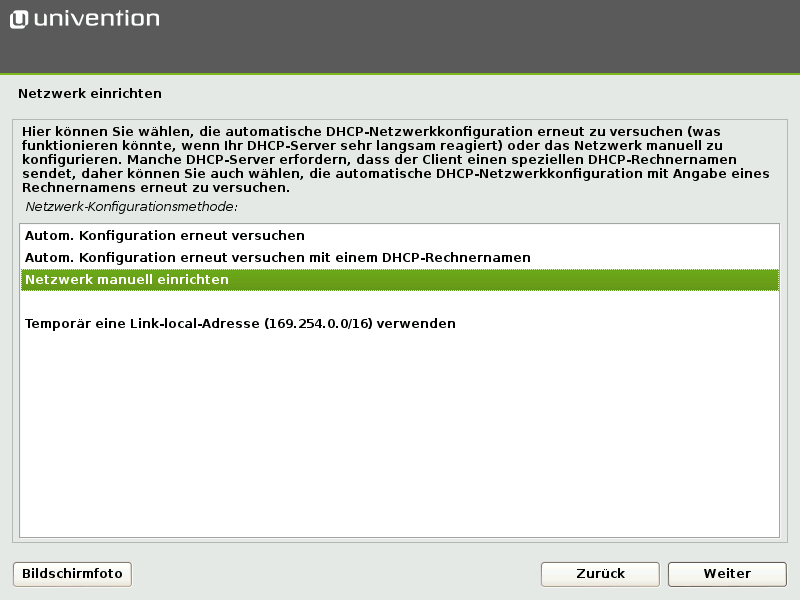 univention
Netzwerk einrichten
Hier können Sie wählen, die automatische DHCP-Netzwerkkonfiguration erneut zu versuchen (was
funktionieren könnte, wenn Ihr DHCP-Server sehr langsam reagiert) oder das Netzwerk manuell zu
konfigurieren. Manche DHCP-Server erfordern, dass der Client einen speziellen DHCP-Rechnernamen
sendet, daher können Sie auch wählen, die automatische DHCP-Netzwerkkonfiguration mit Angabe eines
Rechnernamens erneut zu versuchen.
Netzwerk-Konfigurationsmethode:
Autom. Konfiguration erneut versuchen
Autom. Konfiguration erneut versuchen mit einem DHCP-Rechnernamen
Netzwerk manuell einrichten
Temporär eine Link-local-Adresse (169.254.0.0/16) verwenden
Bildschirmfoto
Zurück
Weiter